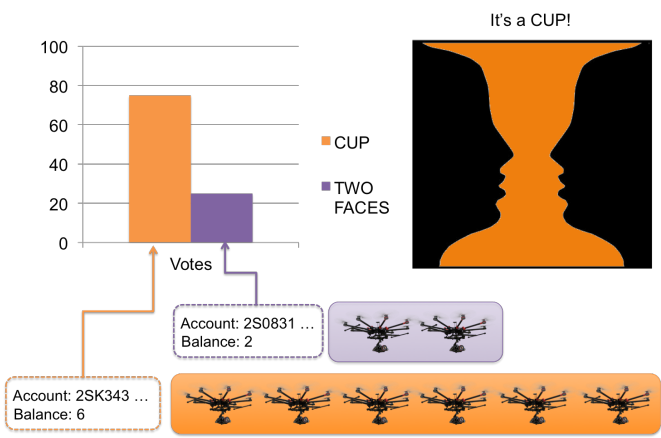 It's a CUP!
100
80
60
40
20
0
Votes
CUP
TWO
FACES
Account: 2S0831 ...
Balance: 2
Account: 2SK343 ...
Balance: 6